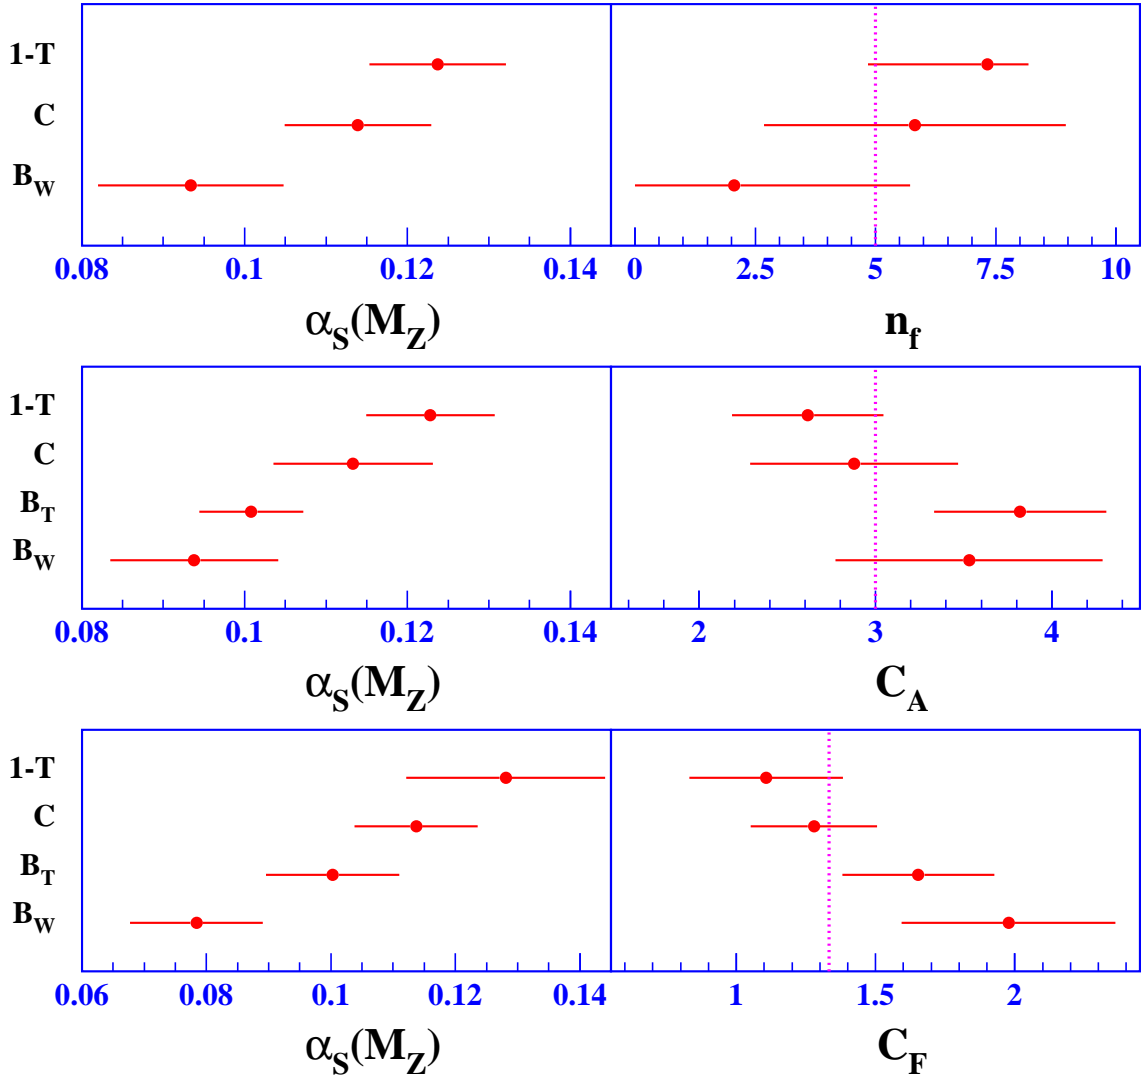 1-T
C
B_W
0.08 0.1 0.12 0.14 0 2.5 5 7.5 10
α_S(M_Z) n_f
1-T
C
B_T
B_W
0.08 0.1 0.12 0.14 2 3 4
α_S(M_Z) C_A
1-T
C
B_T
B_W
0.06 0.08 0.1 0.12 0.14 1 1.5 2
α_S(M_Z) C_F